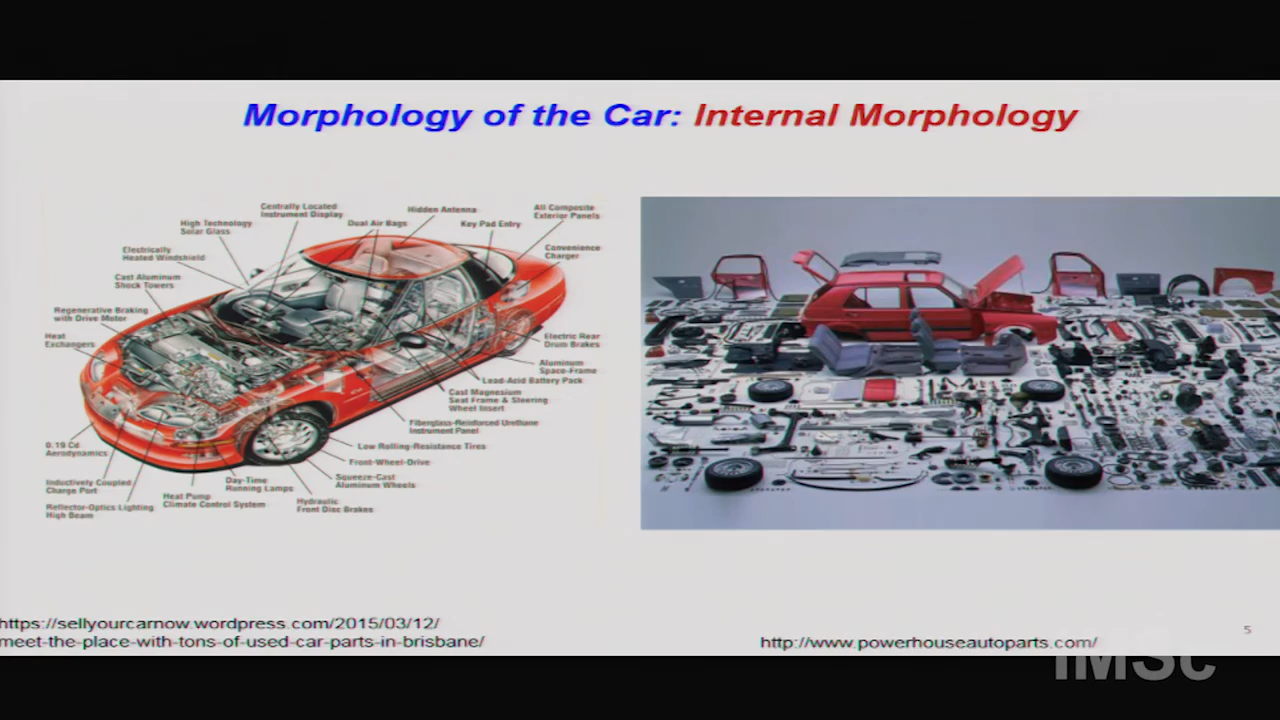 Morphology of the Car: Internal Morphology
Centrally Located
Instrument Display
Hidden Antenna
All Composite
Exterior Panels
High Technology
Solar Glass
Dual Air Bags
Key Pad Entry
Electrically
Heated Windshield
Convenience
Charger
Cast Aluminum
Shock Towers
Regenerative Braking
with Drive Motor
Heat
Exchangers
Electric Rear
Drum Brakes
Aluminum
Space-Frame
Lead-Acid Battery Pack
Cast Magnesium
Seat Frame & Steering
Wheel Insert
Fiberglass-Reinforced Urethane
Instrument Panel
0.19 Cd
Aerodynamics
Low Rolling-Resistance Tires
Front-Wheel-Drive
Squeeze-Cast
Aluminum Wheels
Inductively Coupled
Charge Port
Day-Time
Running Lamps
Heat Pump
Climate Control System
Hydraulic
Front Disc Brakes
Reflector-Optics Lighting
High Beam
https://sellyourcarnow.wordpress.com/2015/03/12/
meet-the-place-with-tons-of-used-car-parts-in-brisbane/
http://www.powerhouseautoparts.com/
5
IMSc